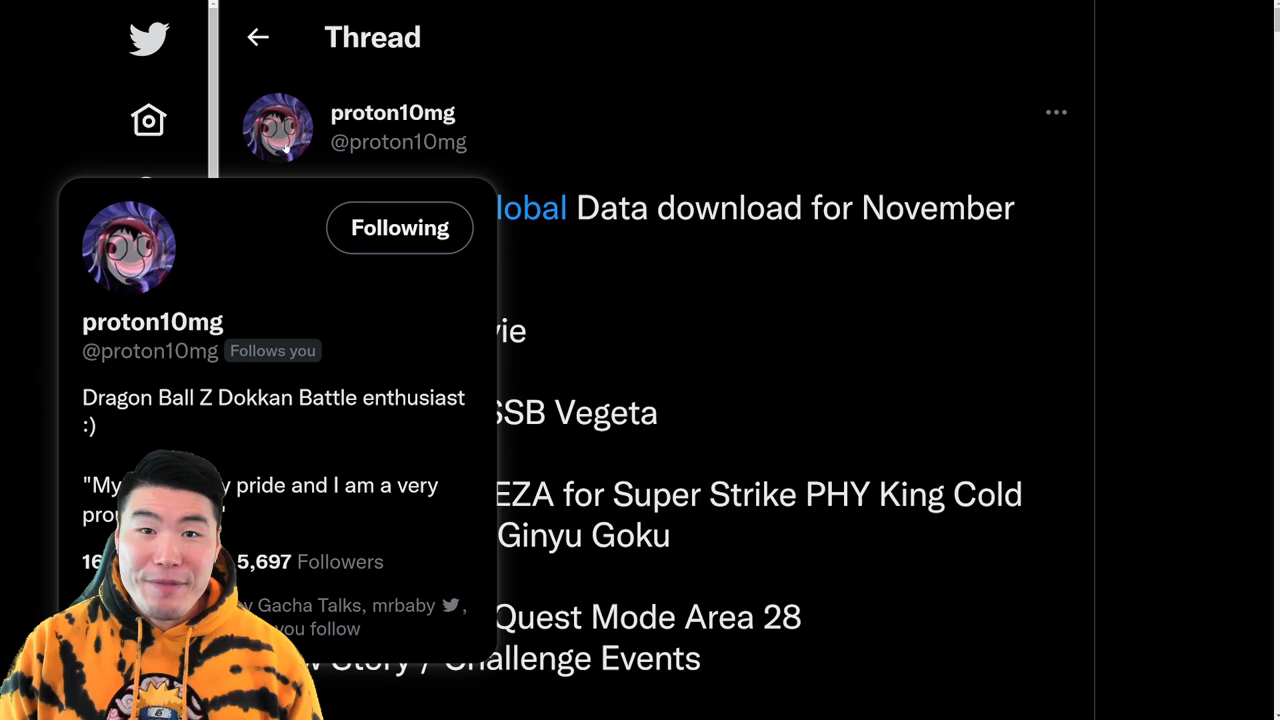 Thread
proton10mg
@proton10mg
lobal Data download for November
Following
proton10mg
@proton10mg Follows you
vie
Dragon Ball Z Dokkan Battle enthusiast
:)
SSB Vegeta
"My y pride and I am a very
EZA for Super Strike PHY King Cold
Ginyu Goku
5,697 Followers
y Gacha Talks, mrbaby ,
you follow
Quest Mode Area 28
Story / Challenge Events